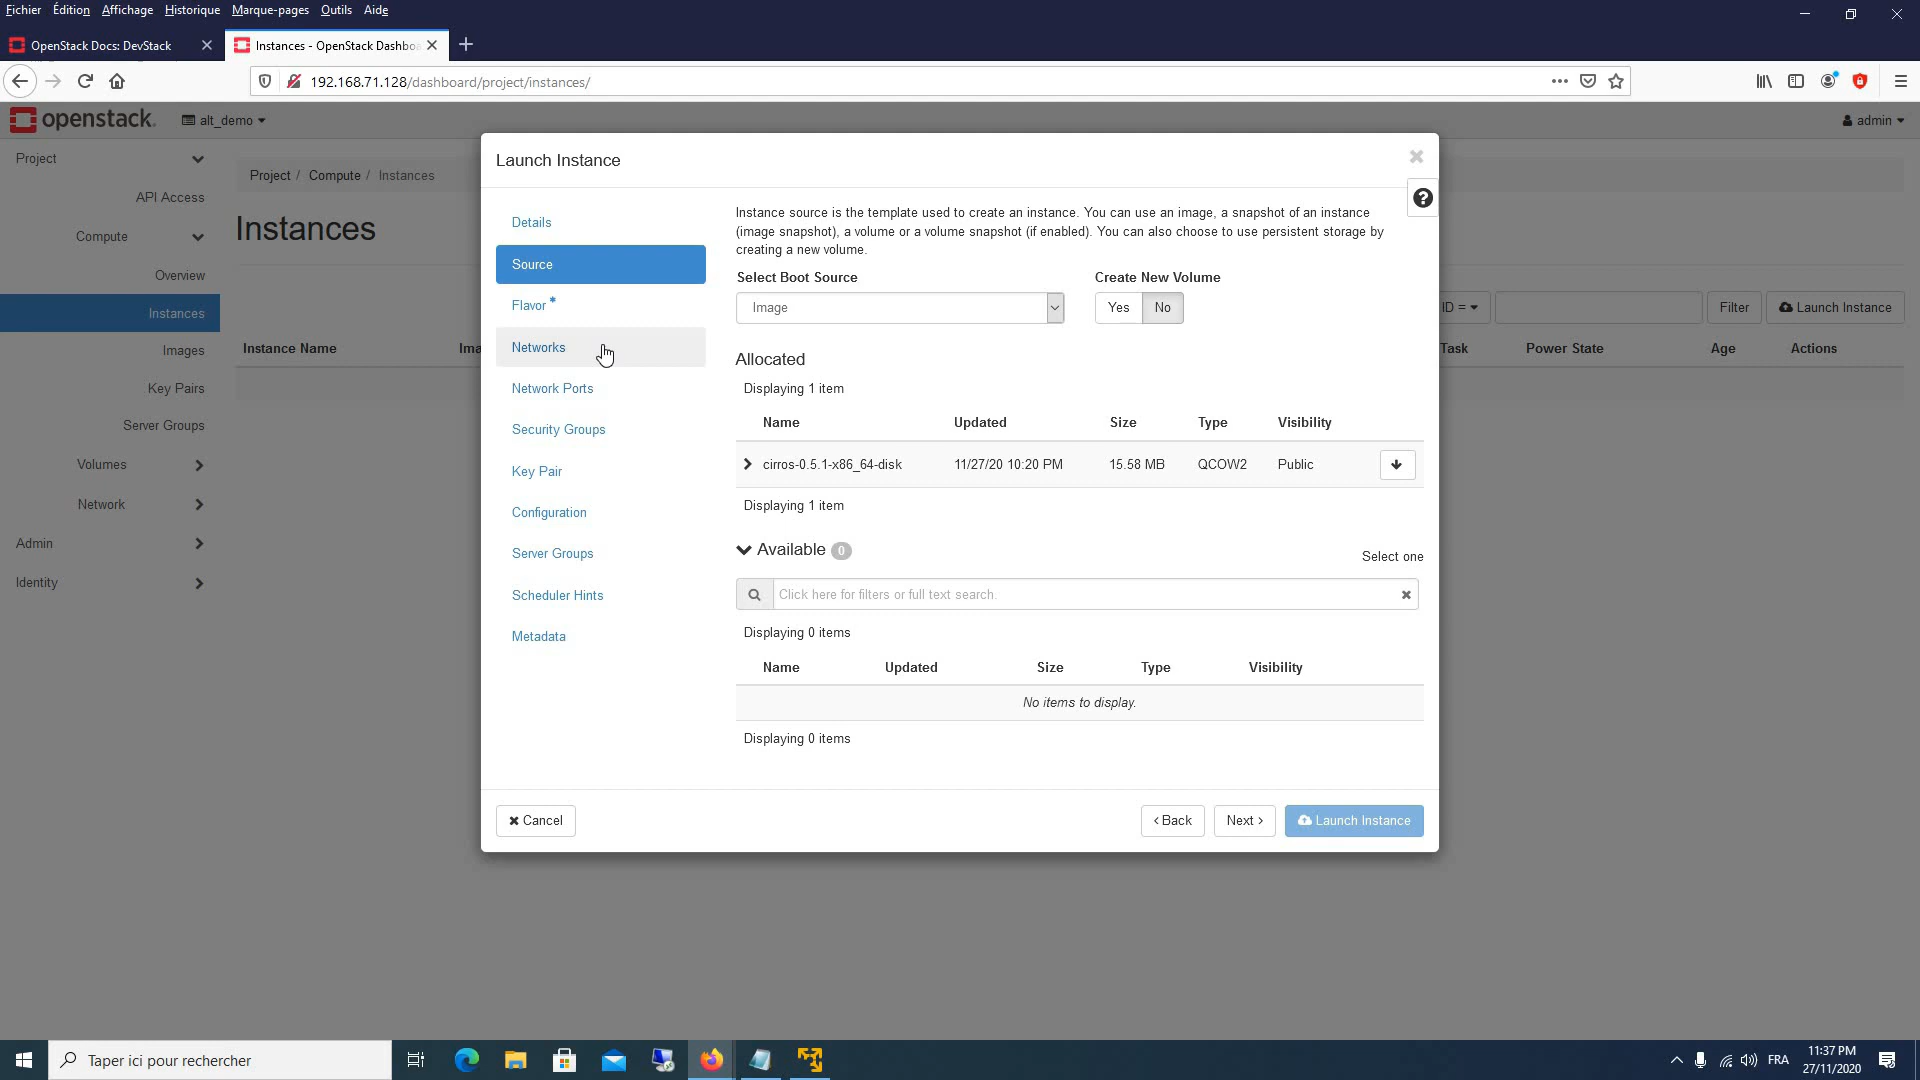 Fichier Édition Affichage Historique Marque-pages Outils Aide
OpenStack Docs: DevStack
Instances - OpenStack Dashbo
192.168.71.128/dashboard/project/instances/
openstack. alt_demo
admin
Project
API Access
Compute
Overview
Instances
Images
Key Pairs
Server Groups
Volumes
Network
Admin
Identity
Project / Compute / Instances
Instances
ID =
Filter
Launch Instance
Instance Name
Ima
Task
Power State
Age
Actions
Launch Instance
Details
Source
Flavor *
Networks
Network Ports
Security Groups
Key Pair
Configuration
Server Groups
Scheduler Hints
Metadata
Instance source is the template used to create an instance. You can use an image, a snapshot of an instance
(image snapshot), a volume or a volume snapshot (if enabled). You can also choose to use persistent storage by
creating a new volume.
Select Boot Source
Create New Volume
Image
Yes No
Allocated
Displaying 1 item
Name Updated Size Type Visibility
cirros-0.5.1-x86_64-disk 11/27/20 10:20 PM 15.58 MB QCOW2 Public
Displaying 1 item
Available 0
Select one
Click here for filters or full text search.
Displaying 0 items
Name Updated Size Type Visibility
No items to display.
Displaying 0 items
Cancel
Back
Next
Launch Instance
Taper ici pour rechercher
FRA
11:37 PM
27/11/2020